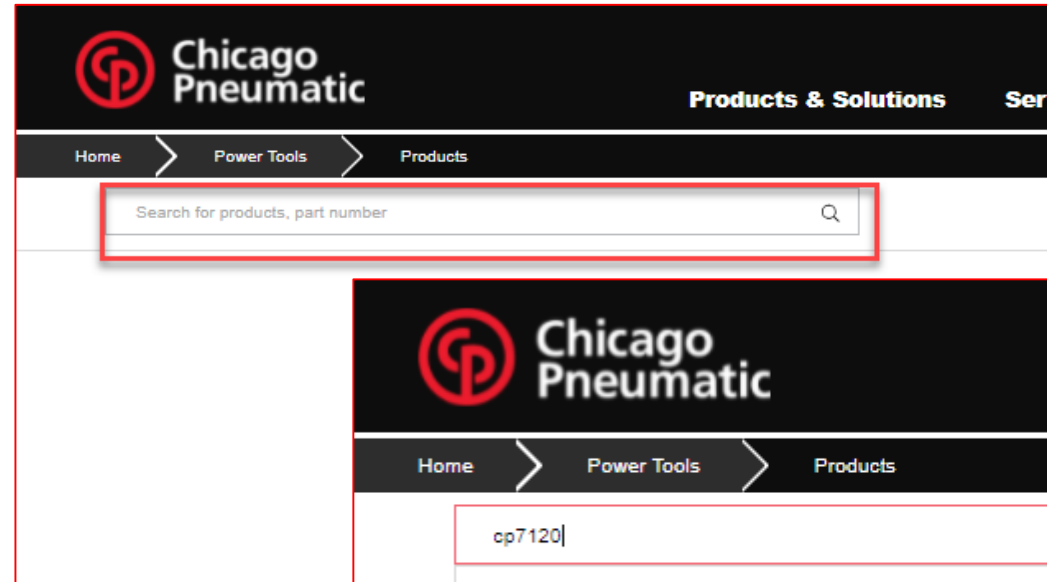 Chicago
Pneumatic
Products & Solutions Ser
Home Power Tools Products
Search for products, part number
Chicago
Pneumatic
Home Power Tools Products
cp7120